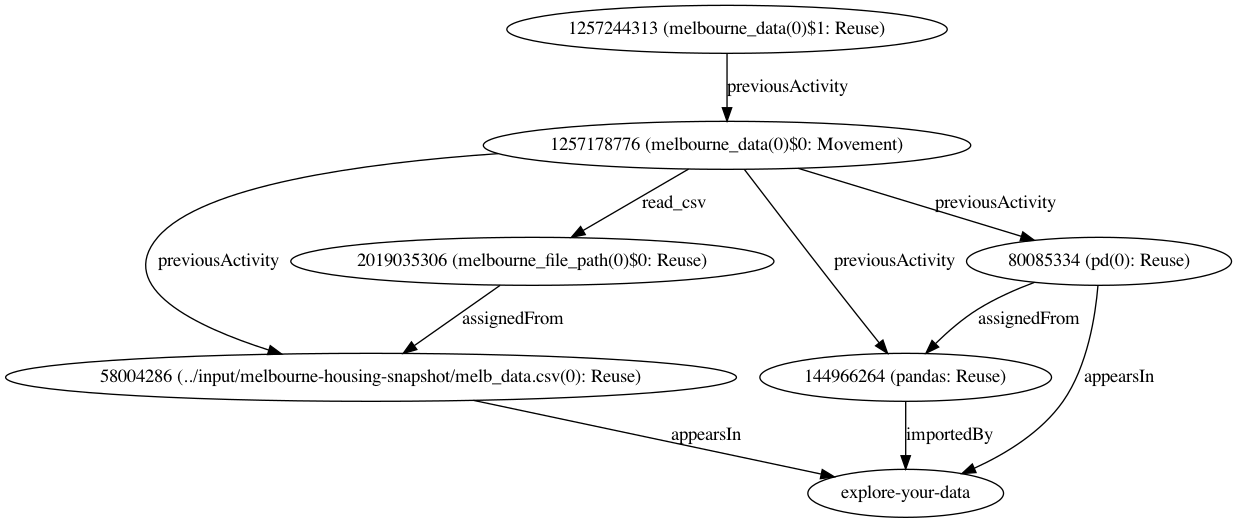 1257244313 (melbourne_data(0)$1: Reuse)
previousActivity
1257178776 (melbourne_data(0)$0: Movement)
read_csv
previousActivity
previousActivity
2019035306 (melbourne_file_path(0)$0: Reuse)
previousActivity
80085334 (pd(0): Reuse)
assignedFrom
assignedFrom
58004286 (../input/melbourne-housing-snapshot/melb_data.csv(0): Reuse)
144966264 (pandas: Reuse)
appearsIn
appearsIn
importedBy
explore-your-data